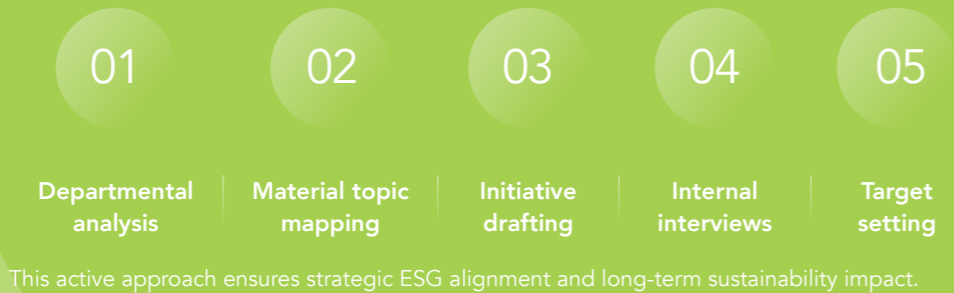 01
02
03
04
05
Departmental
analysis
Material topic
mapping
Initiative
drafting
Internal
interviews
Target
setting
This active approach ensures strategic ESG alignment and long-term sustainability impact.